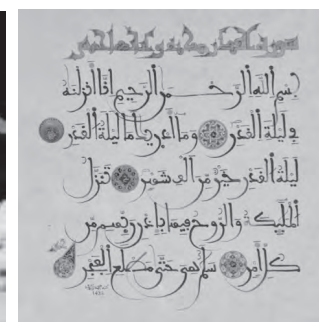 بسم الله الرحمن الرحيم إنا أنزلنه
في ليلة القدر وما أدريك ما ليلة القدر
ليلة القدر خير من ألف شهر تنزل
الملئكة والروح فيها بإذن ربهم من
كل أمر سلم هي حتى مطلع الفجر